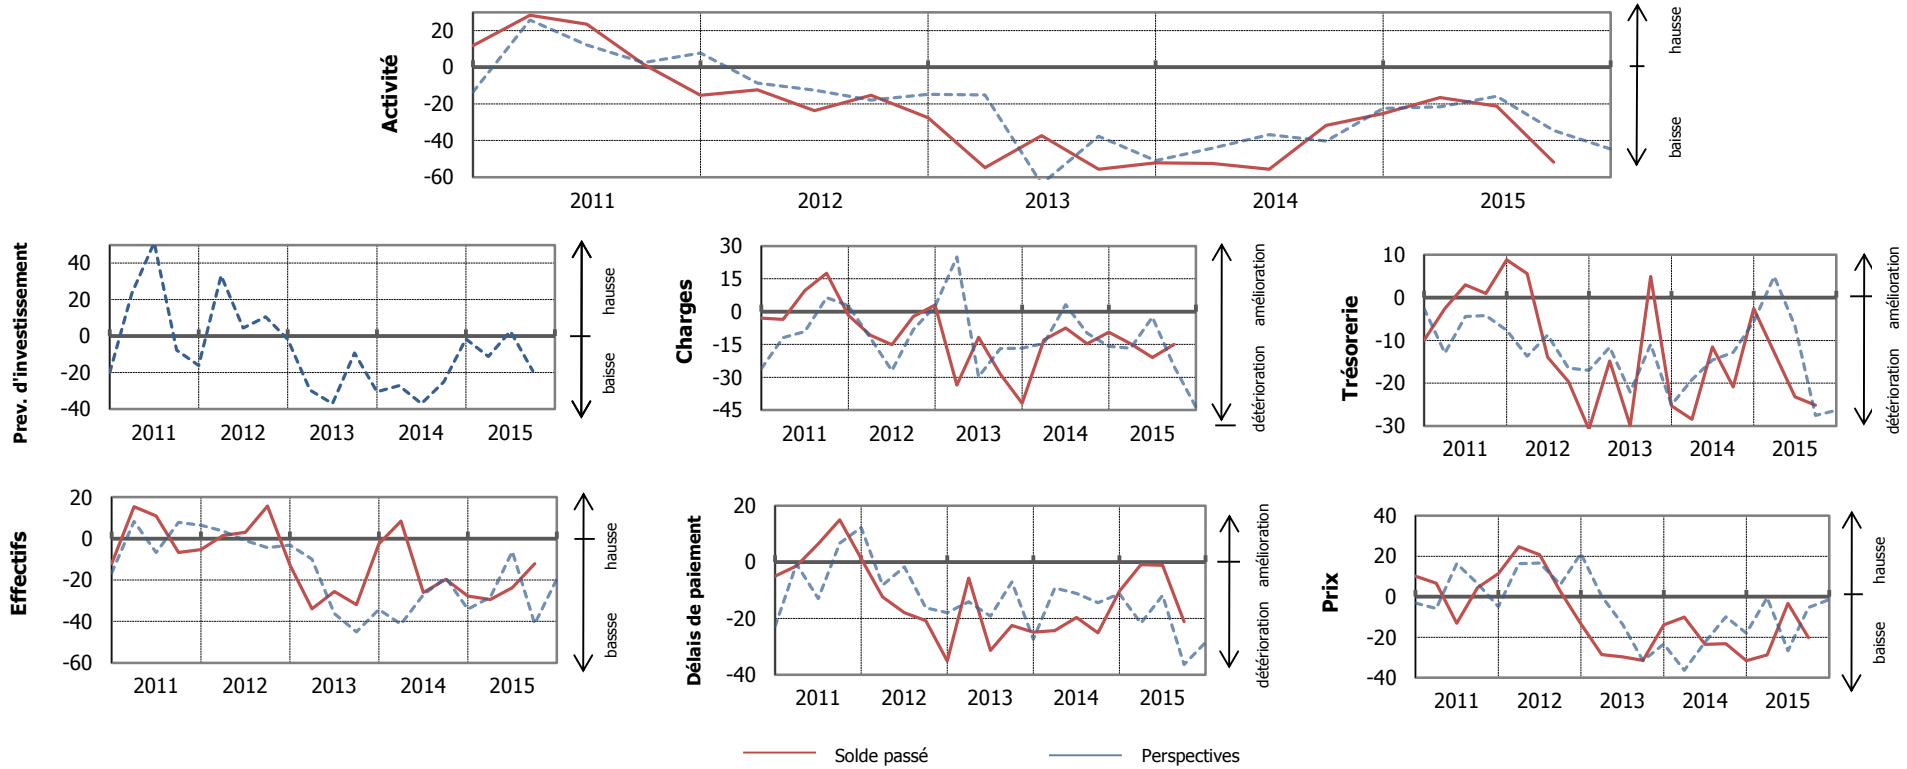 Activité
20
0
-20
-40
-60
2011 2012 2013 2014 2015
hausse
baisse
Prev. d'investissement
40
20
0
-20
-40
2011 2012 2013 2014 2015
hausse
baisse
Charges
30
15
0
-15
-30
-45
2011 2012 2013 2014 2015
amélioration
détérioration
Trésorerie
10
0
-10
-20
-30
2011 2012 2013 2014 2015
amélioration
détérioration
Effectifs
20
0
-20
-40
-60
2011 2012 2013 2014 2015
hausse
bassse
Délais de paiement
20
0
-20
-40
2011 2012 2013 2014 2015
amélioration
détérioration
Prix
40
20
0
-20
-40
2011 2012 2013 2014 2015
hausse
baisse
Solde passé Perspectives